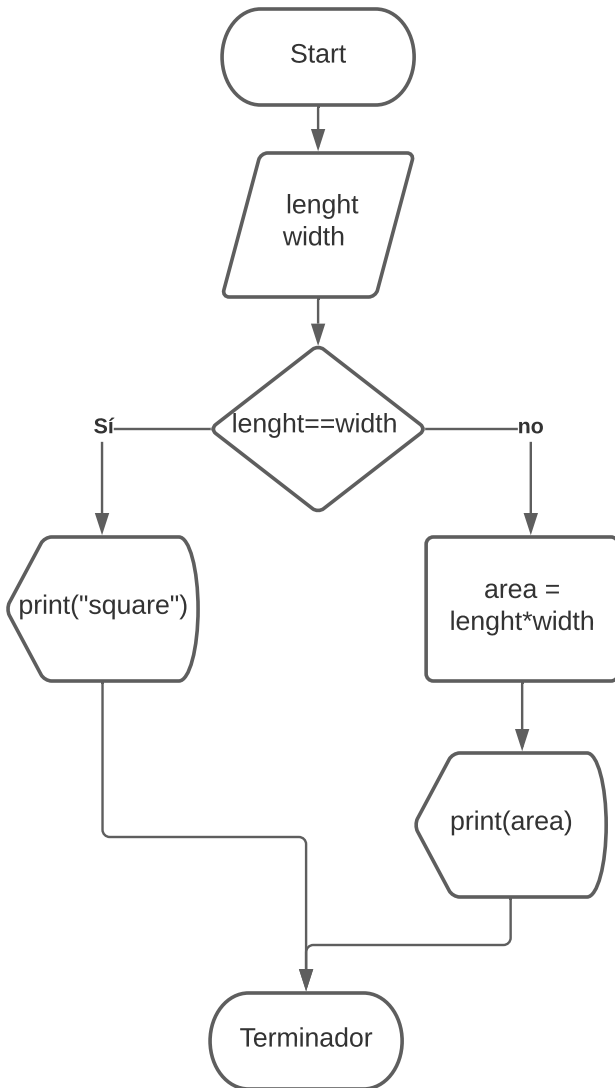 Start
lenght
width
lenght==width
Sí
no
print("square")
area =
lenght*width
print(area)
Terminador